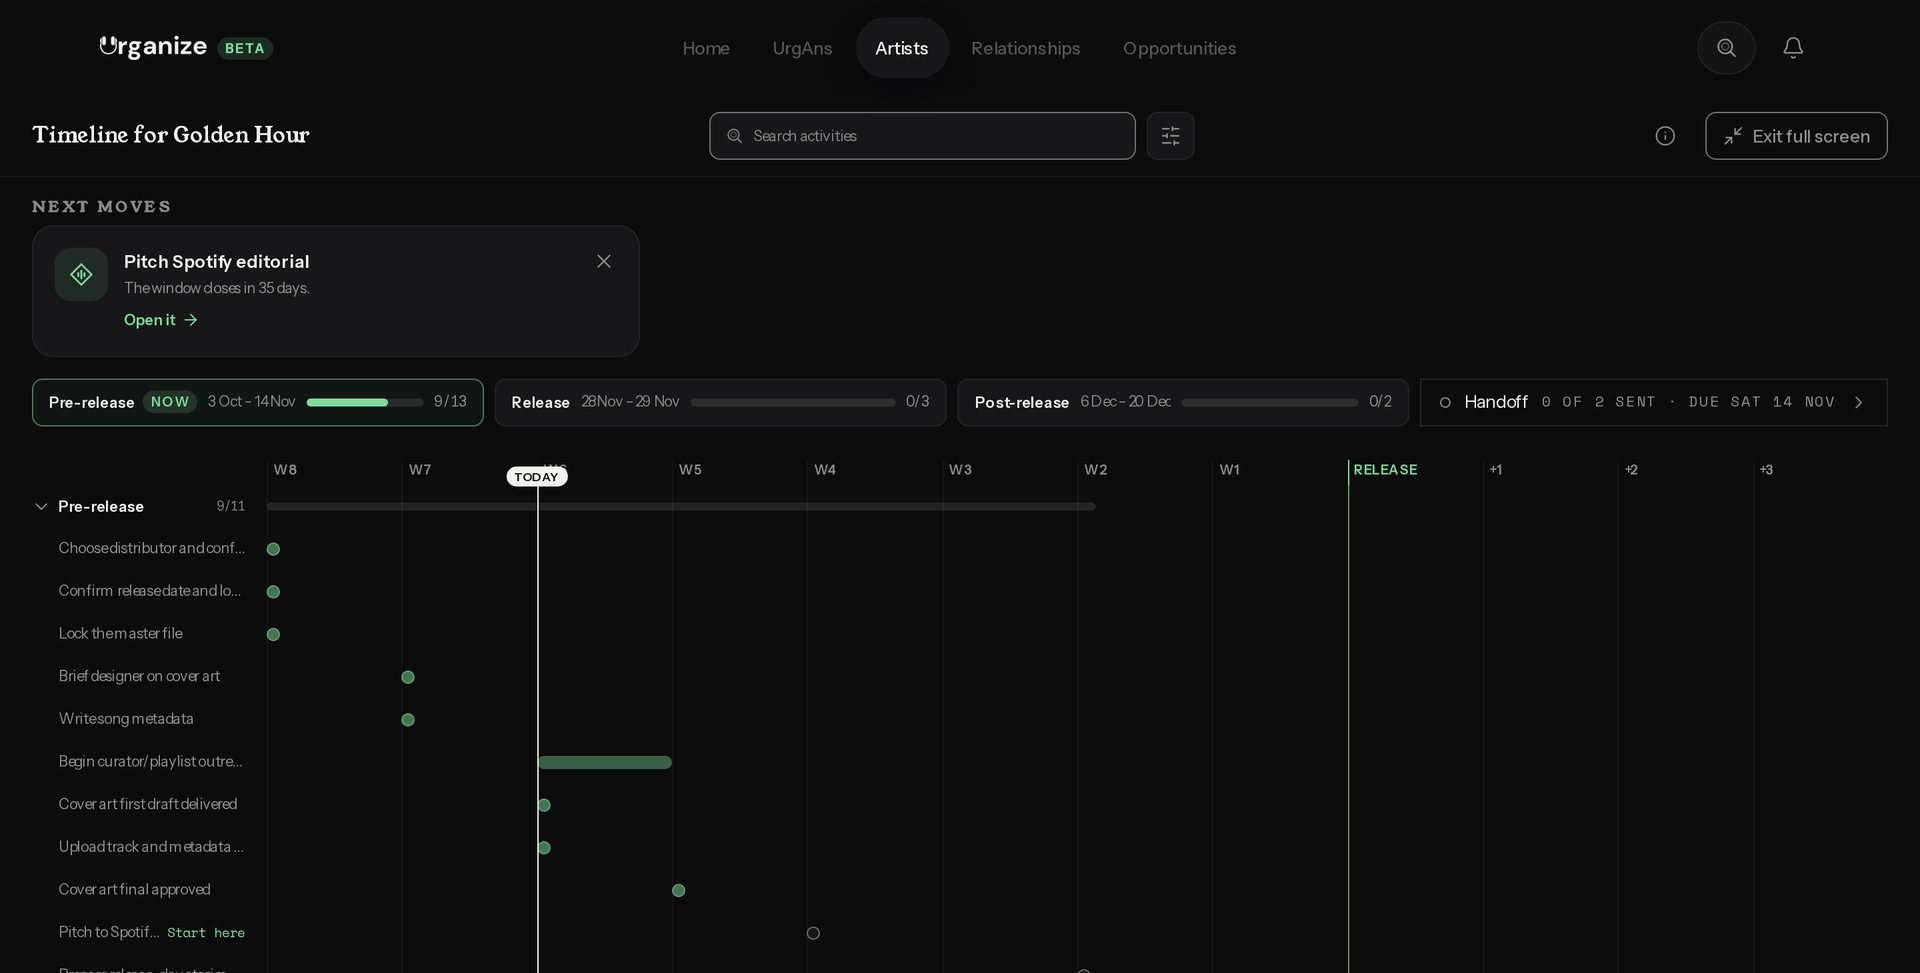 Urganize BETA
Home UrgAns Artists Relationships Opportunities
Timeline for Golden Hour
Search activities
Exit full screen
NEXT MOVES
Pitch Spotify editorial
The window closes in 35 days.
Open it →
Pre-release NOW 3 Oct – 14 Nov 9/13
Release 28 Nov – 29 Nov 0/3
Post-release 6 Dec – 20 Dec 0/2
Handoff 0 OF 2 SENT · DUE SAT 14 NOV
W8 W7 W5 W4 W3 W2 W1 RELEASE +1 +2 +3
TODAY
Pre-release 9/11
Choose distributor and conf...
Confirm release date and lo...
Lock the master file
Brief designer on cover art
Write song metadata
Begin curator/playlist outre...
Cover art first draft delivered
Upload track and metadata ...
Cover art final approved
Pitch to Spotif... Start here